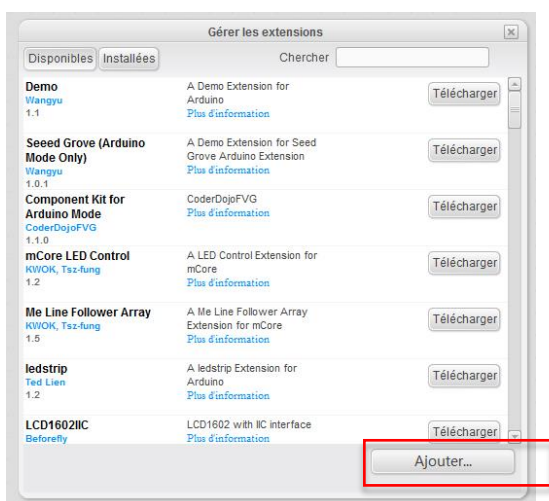 Gérer les extensions
Disponibles Installées Chercher
Demo A Demo Extension for Télécharger
Wangyu Arduino
1.1 Plus d'information
Seeed Grove (Arduino A Demo Extension for Seed Télécharger
Mode Only) Grove Arduino Extension
Wangyu Plus d'information
1.0.1
Component Kit for CoderDojoFVG Télécharger
Arduino Mode Plus d'information
CoderDojoFVG
1.1.0
mCore LED Control A LED Control Extension for Télécharger
KWOK, Tsz-fung mCore
1.2 Plus d'information
Me Line Follower Array A Me Line Follower Array Télécharger
KWOK, Tsz-fung Extension for mCore
1.5 Plus d'information
ledstrip A ledstrip Extension for Télécharger
Ted Lien Arduino
1.2 Plus d'information
LCD1602IIC LCD1602 with IIC interface Télécharger
Beforefly Plus d'information
Ajouter...